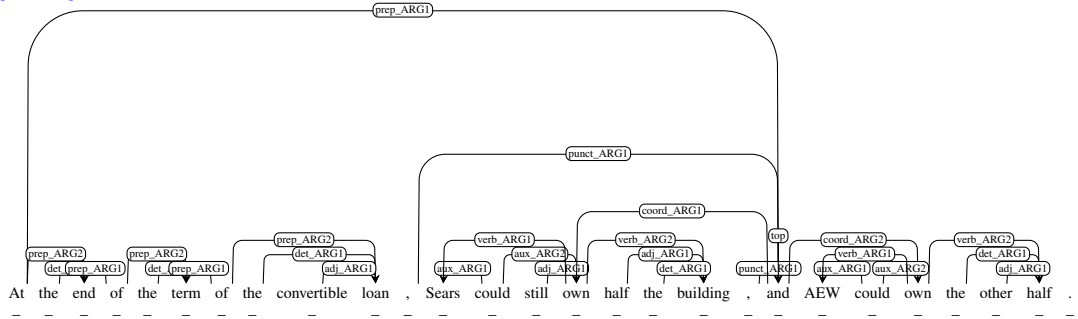 prep_ARG1
punct_ARG1
coord_ARG1
top
prep_ARG2 verb_ARG1 verb_ARG2 coord_ARG2 verb_ARG2
prep_ARG2 prep_ARG2 det_ARG1 aux_ARG2 adj_ARG1 verb_ARG1 det_ARG1
det_ prep_ARG1 det_ prep_ARG1 adj_ARG1 aux_ARG1 adj_ARG1 det_ARG1 punct_ARG1 aux_ARG1 aux_ARG2 adj_ARG1
At the end of the term of the convertible loan , Sears could still own half the building , and AEW could own the other half .
_ _ _ _ _ _ _ _ _ _ _ _ _ _ _ _ _ _ _ _ _ _ _ _ _ _ _